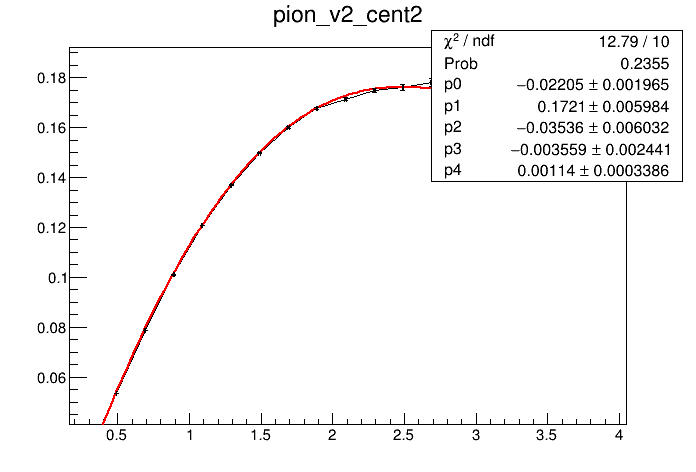 pion_v2_cent2
χ² / ndf 12.79 / 10
Prob 0.2355
p0 −0.02205 ± 0.001965
p1 0.1721 ± 0.005984
p2 −0.03536 ± 0.006032
p3 −0.003559 ± 0.002441
p4 0.00114 ± 0.0003386
0.18
0.16
0.14
0.12
0.1
0.08
0.06
0.5 1 1.5 2 2.5 3 3.5 4